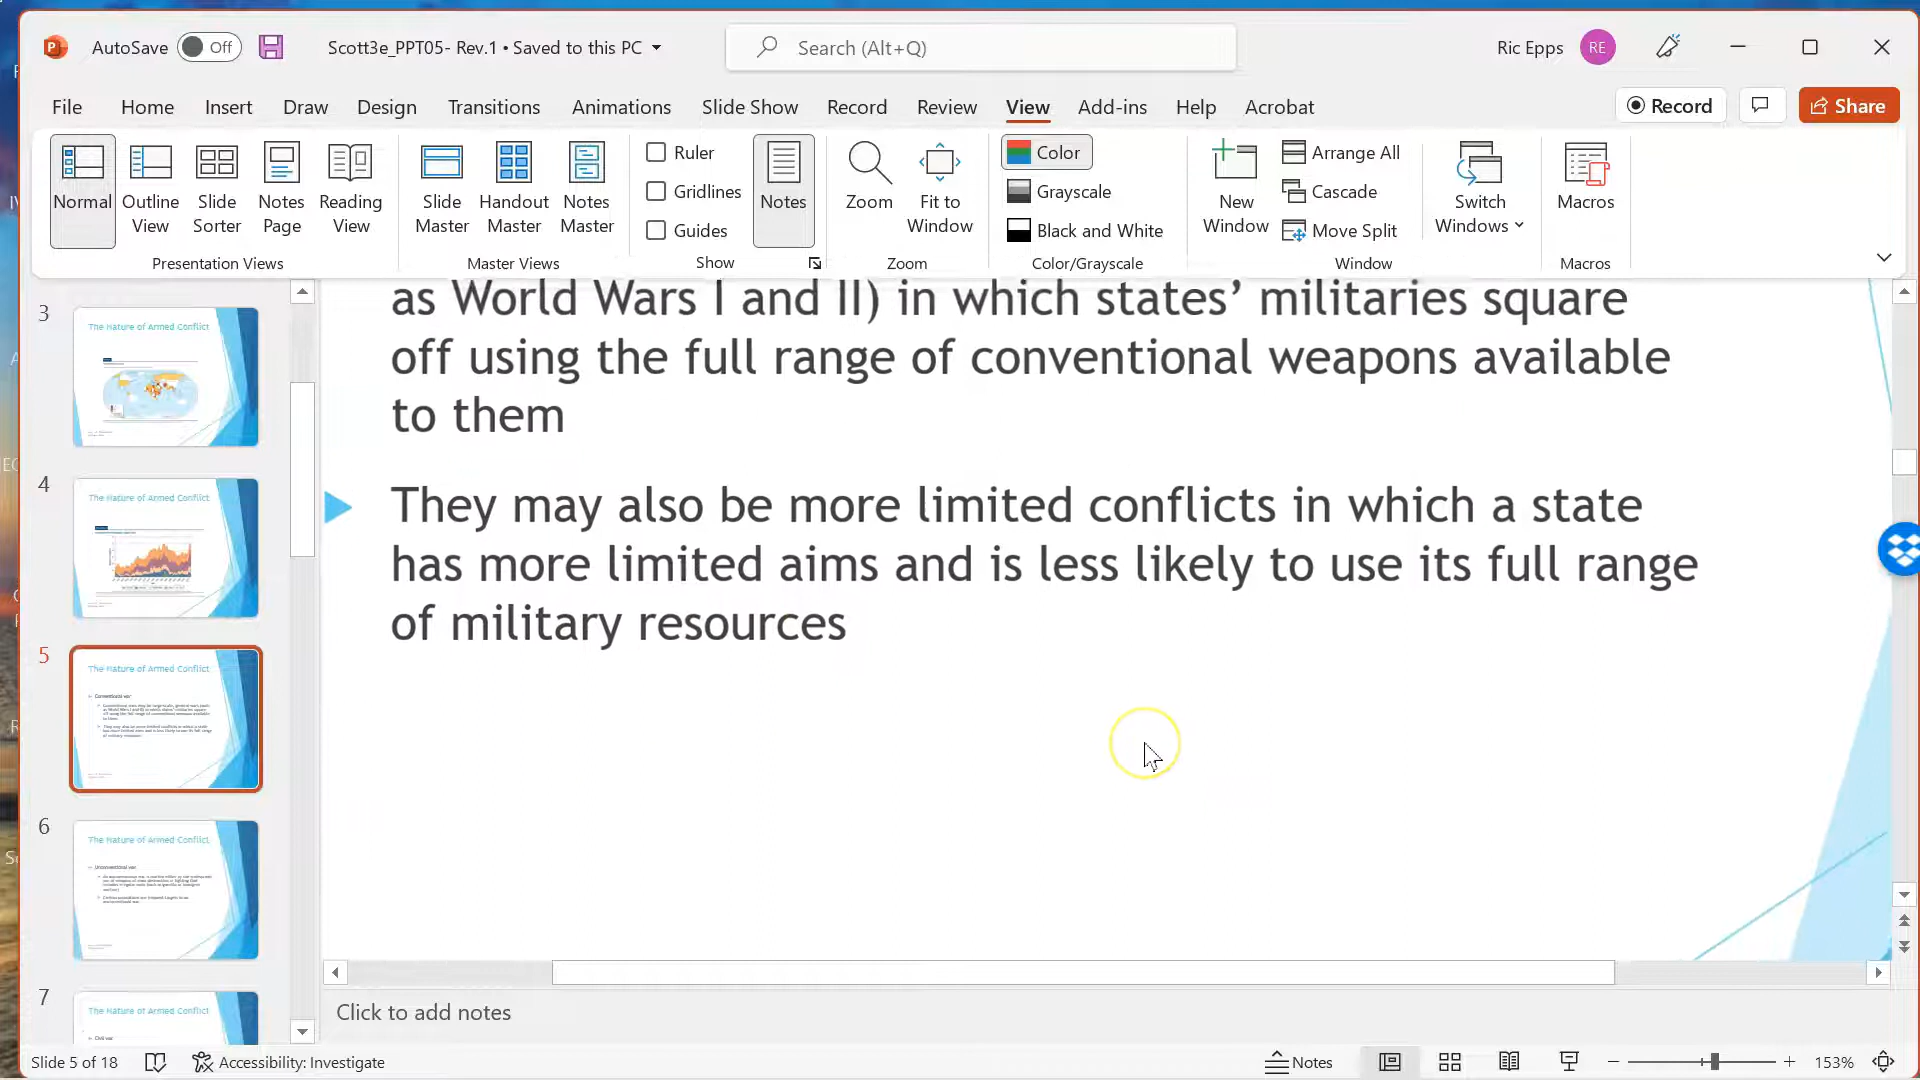 AutoSave Off Scott3e_PPT05- Rev.1 • Saved to this PC Search (Alt+Q) Ric Epps RE
File Home Insert Draw Design Transitions Animations Slide Show Record Review View Add-ins Help Acrobat Record Share
Normal Outline View Slide Sorter Notes Page Reading View
Presentation Views
Slide Master Handout Master Notes Master
Master Views
Ruler
Gridlines
Guides
Notes
Show
Zoom Fit to Window
Zoom
Color
Grayscale
Black and White
Color/Grayscale
New Window
Arrange All
Cascade
Move Split
Switch Windows
Window
Macros
Macros
3
The Nature of Armed Conflict
4
The Nature of Armed Conflict
5
The Nature of Armed Conflict
Conventional war
6
The Nature of Armed Conflict
Unconventional war
7
The Nature of Armed Conflict
Civil war
as World Wars I and II) in which states’ militaries square
off using the full range of conventional weapons available
to them
They may also be more limited conflicts in which a state
has more limited aims and is less likely to use its full range
of military resources
Click to add notes
Slide 5 of 18 Accessibility: Investigate Notes 153%